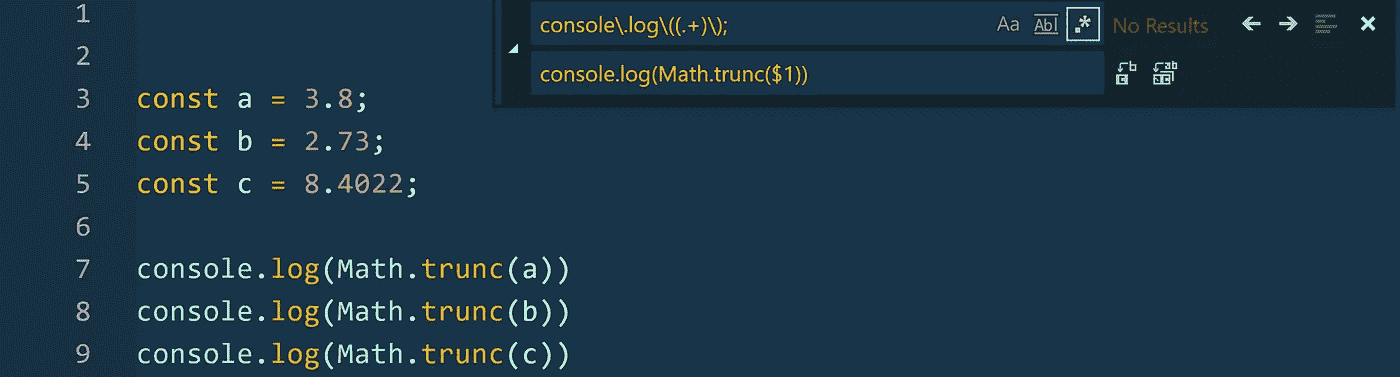 console\.log\((.+)\);
Aa Abl .* No Results
console.log(Math.trunc($1))
1
2
3 const a = 3.8;
4 const b = 2.73;
5 const c = 8.4022;
6
7 console.log(Math.trunc(a))
8 console.log(Math.trunc(b))
9 console.log(Math.trunc(c))